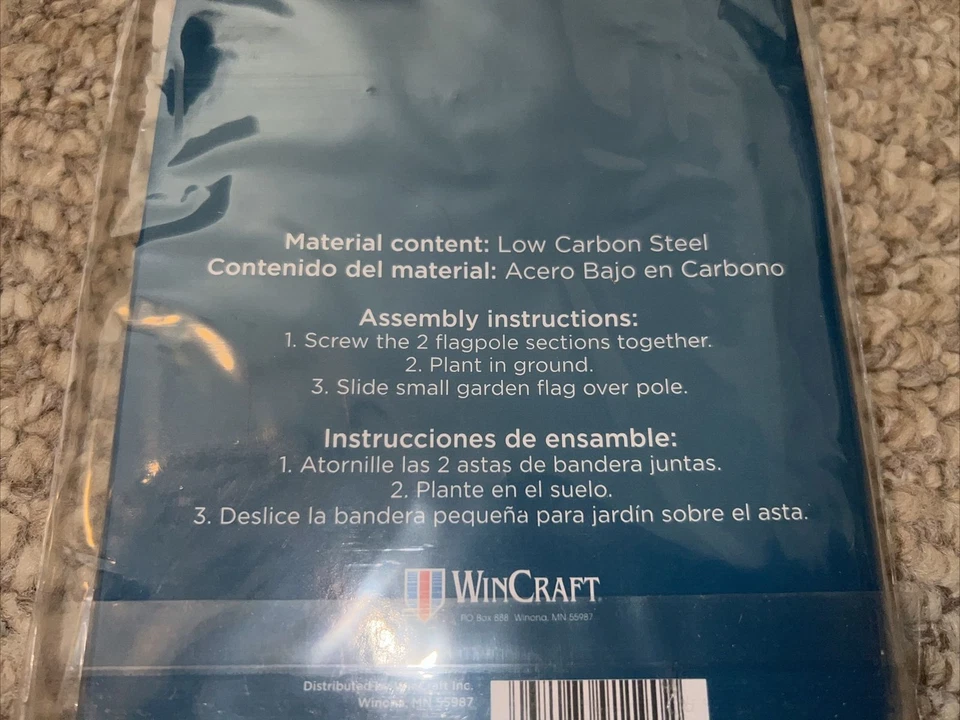 Material content: Low Carbon Steel
Contenido del material: Acero Bajo en Carbono
Assembly instructions:
1. Screw the 2 flagpole sections together.
2. Plant in ground.
3. Slide small garden flag over pole.
Instrucciones de ensamble:
1. Atornille las 2 astas de bandera juntas.
2. Plante en el suelo.
3. Deslice la bandera pequeña para jardín sobre el asta.
WINCRAFT
PO Box 888 Winona, MN 55987
Distributed by WinCraft Inc.
Winona, MN 55987